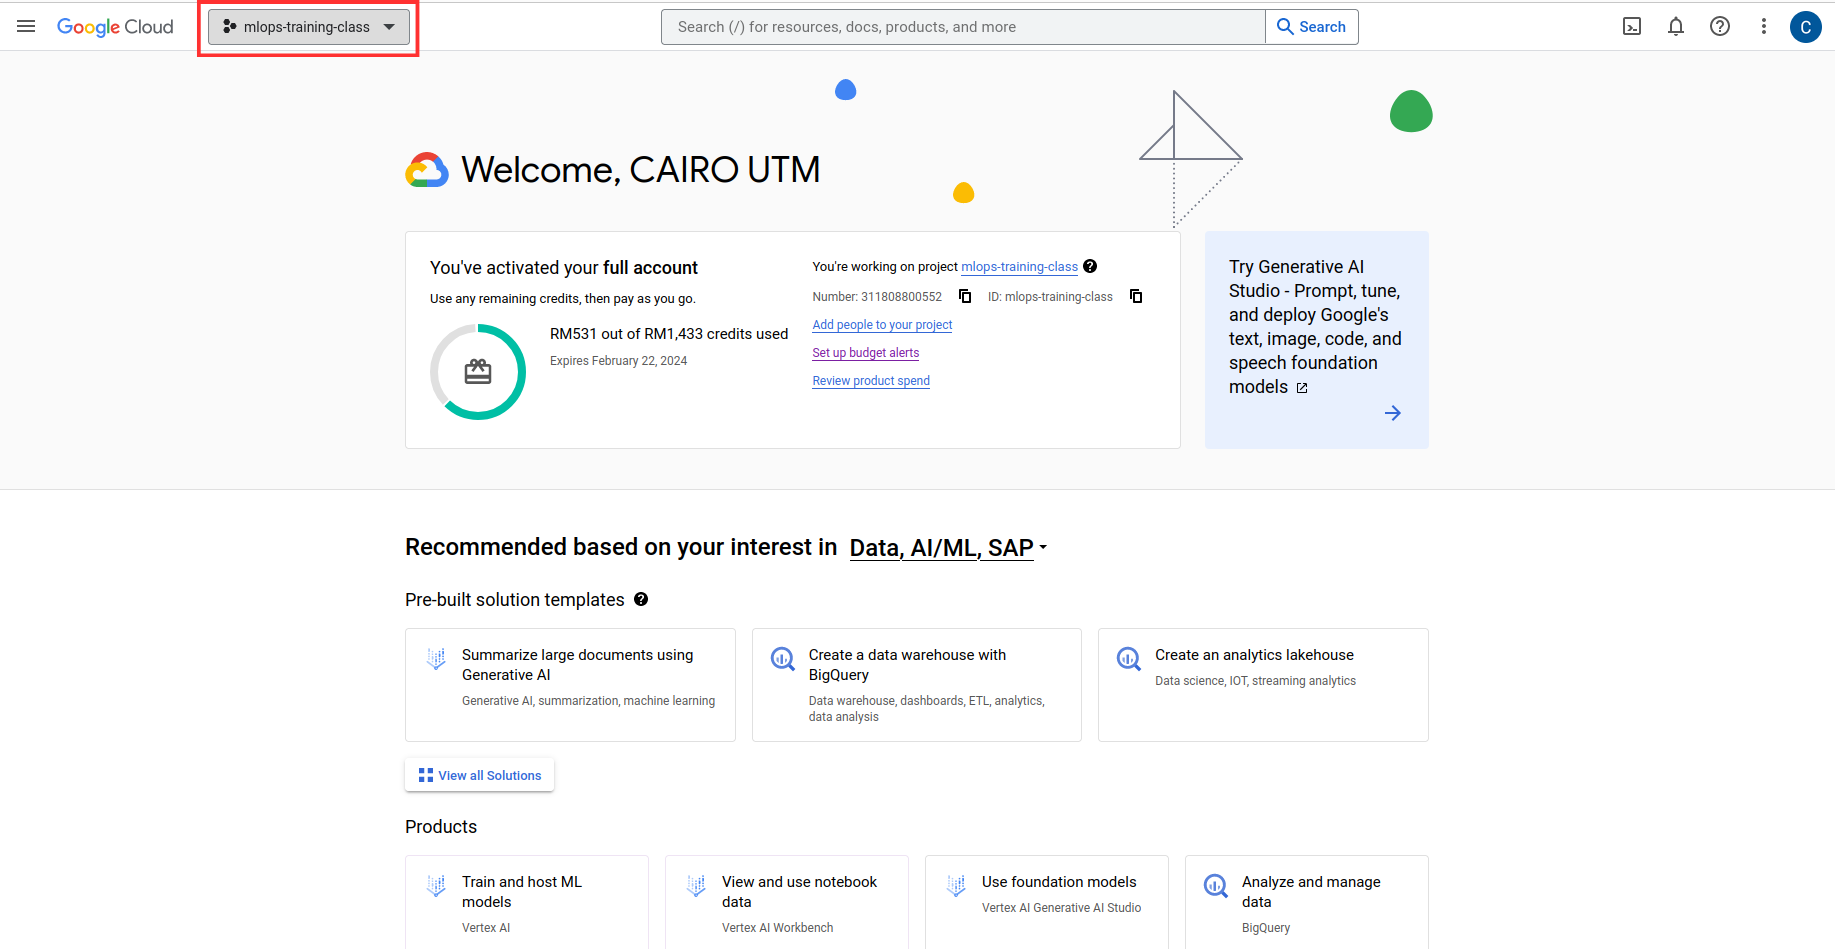 Google Cloud
mlops-training-class
Search (/) for resources, docs, products, and more
Search
C
Welcome, CAIRO UTM
You've activated your full account
Use any remaining credits, then pay as you go.
RM531 out of RM1,433 credits used
Expires February 22, 2024
You're working on project mlops-training-class
Number: 311808800552
ID: mlops-training-class
Add people to your project
Set up budget alerts
Review product spend
Try Generative AI
Studio - Prompt, tune,
and deploy Google's
text, image, code, and
speech foundation
models
Recommended based on your interest in Data, AI/ML, SAP
Pre-built solution templates
Summarize large documents using
Generative AI
Generative AI, summarization, machine learning
Create a data warehouse with
BigQuery
Data warehouse, dashboards, ETL, analytics,
data analysis
Create an analytics lakehouse
Data science, IOT, streaming analytics
View all Solutions
Products
Train and host ML
models
Vertex AI
View and use notebook
data
Vertex AI Workbench
Use foundation models
Vertex AI Generative AI Studio
Analyze and manage
data
BigQuery